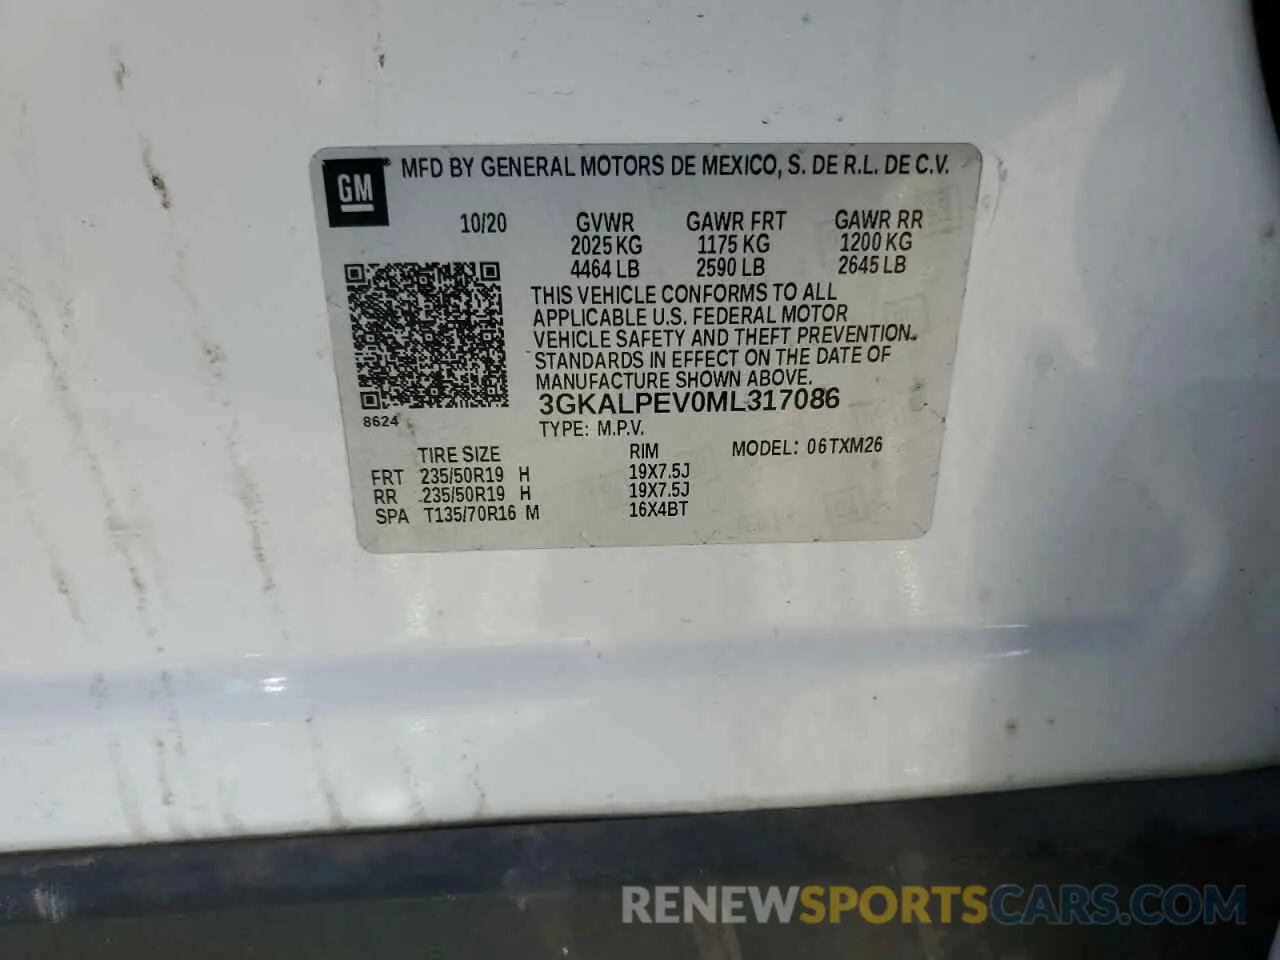 GM® MFD BY GENERAL MOTORS DE MEXICO, S. DE R.L. DE C.V.
10/20 GVWR GAWR FRT GAWR RR
2025 KG 1175 KG 1200 KG
4464 LB 2590 LB 2645 LB
THIS VEHICLE CONFORMS TO ALL
APPLICABLE U.S. FEDERAL MOTOR
VEHICLE SAFETY AND THEFT PREVENTION
STANDARDS IN EFFECT ON THE DATE OF
MANUFACTURE SHOWN ABOVE.
3GKALPEV0ML317086
8624
TYPE: M.P.V.
TIRE SIZE RIM MODEL: 06TXM26
FRT 235/50R19 H 19X7.5J
RR 235/50R19 H 19X7.5J
SPA T135/70R16 M 16X4BT
RENEWSPORTSCARS.COM